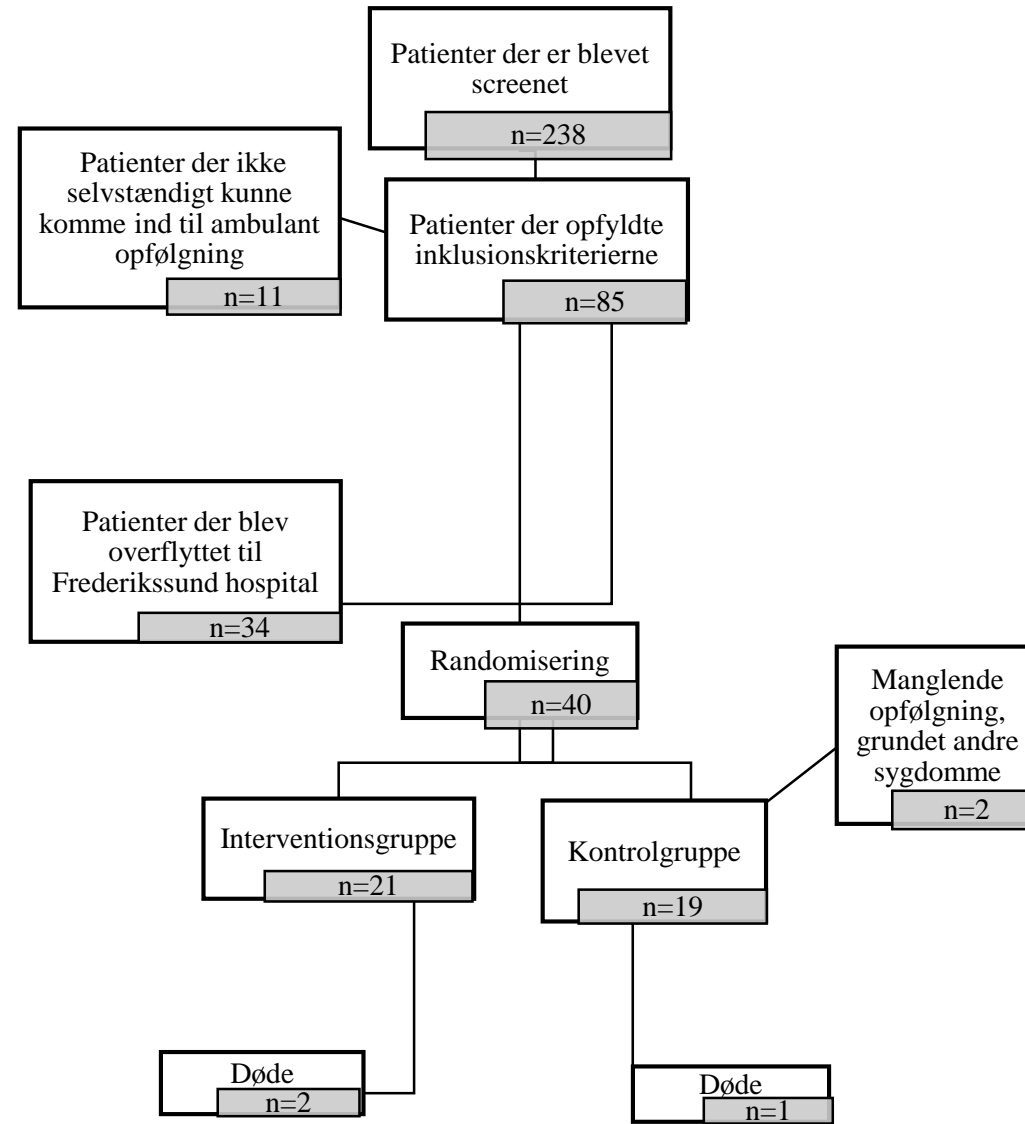 Patienter der er blevet
screenet
n=238
Patienter der ikke
selvstændigt kunne
komme ind til ambulant
opfølgning
n=11
Patienter der opfyldte
inklusionskriterierne
n=85
Patienter der blev
overflyttet til
Frederikssund hospital
n=34
Randomisering
n=40
Manglende
opfølgning,
grundet andre
sygdomme
n=2
Interventionsgruppe
n=21
Kontrolgruppe
n=19
Døde
n=2
Døde
n=1